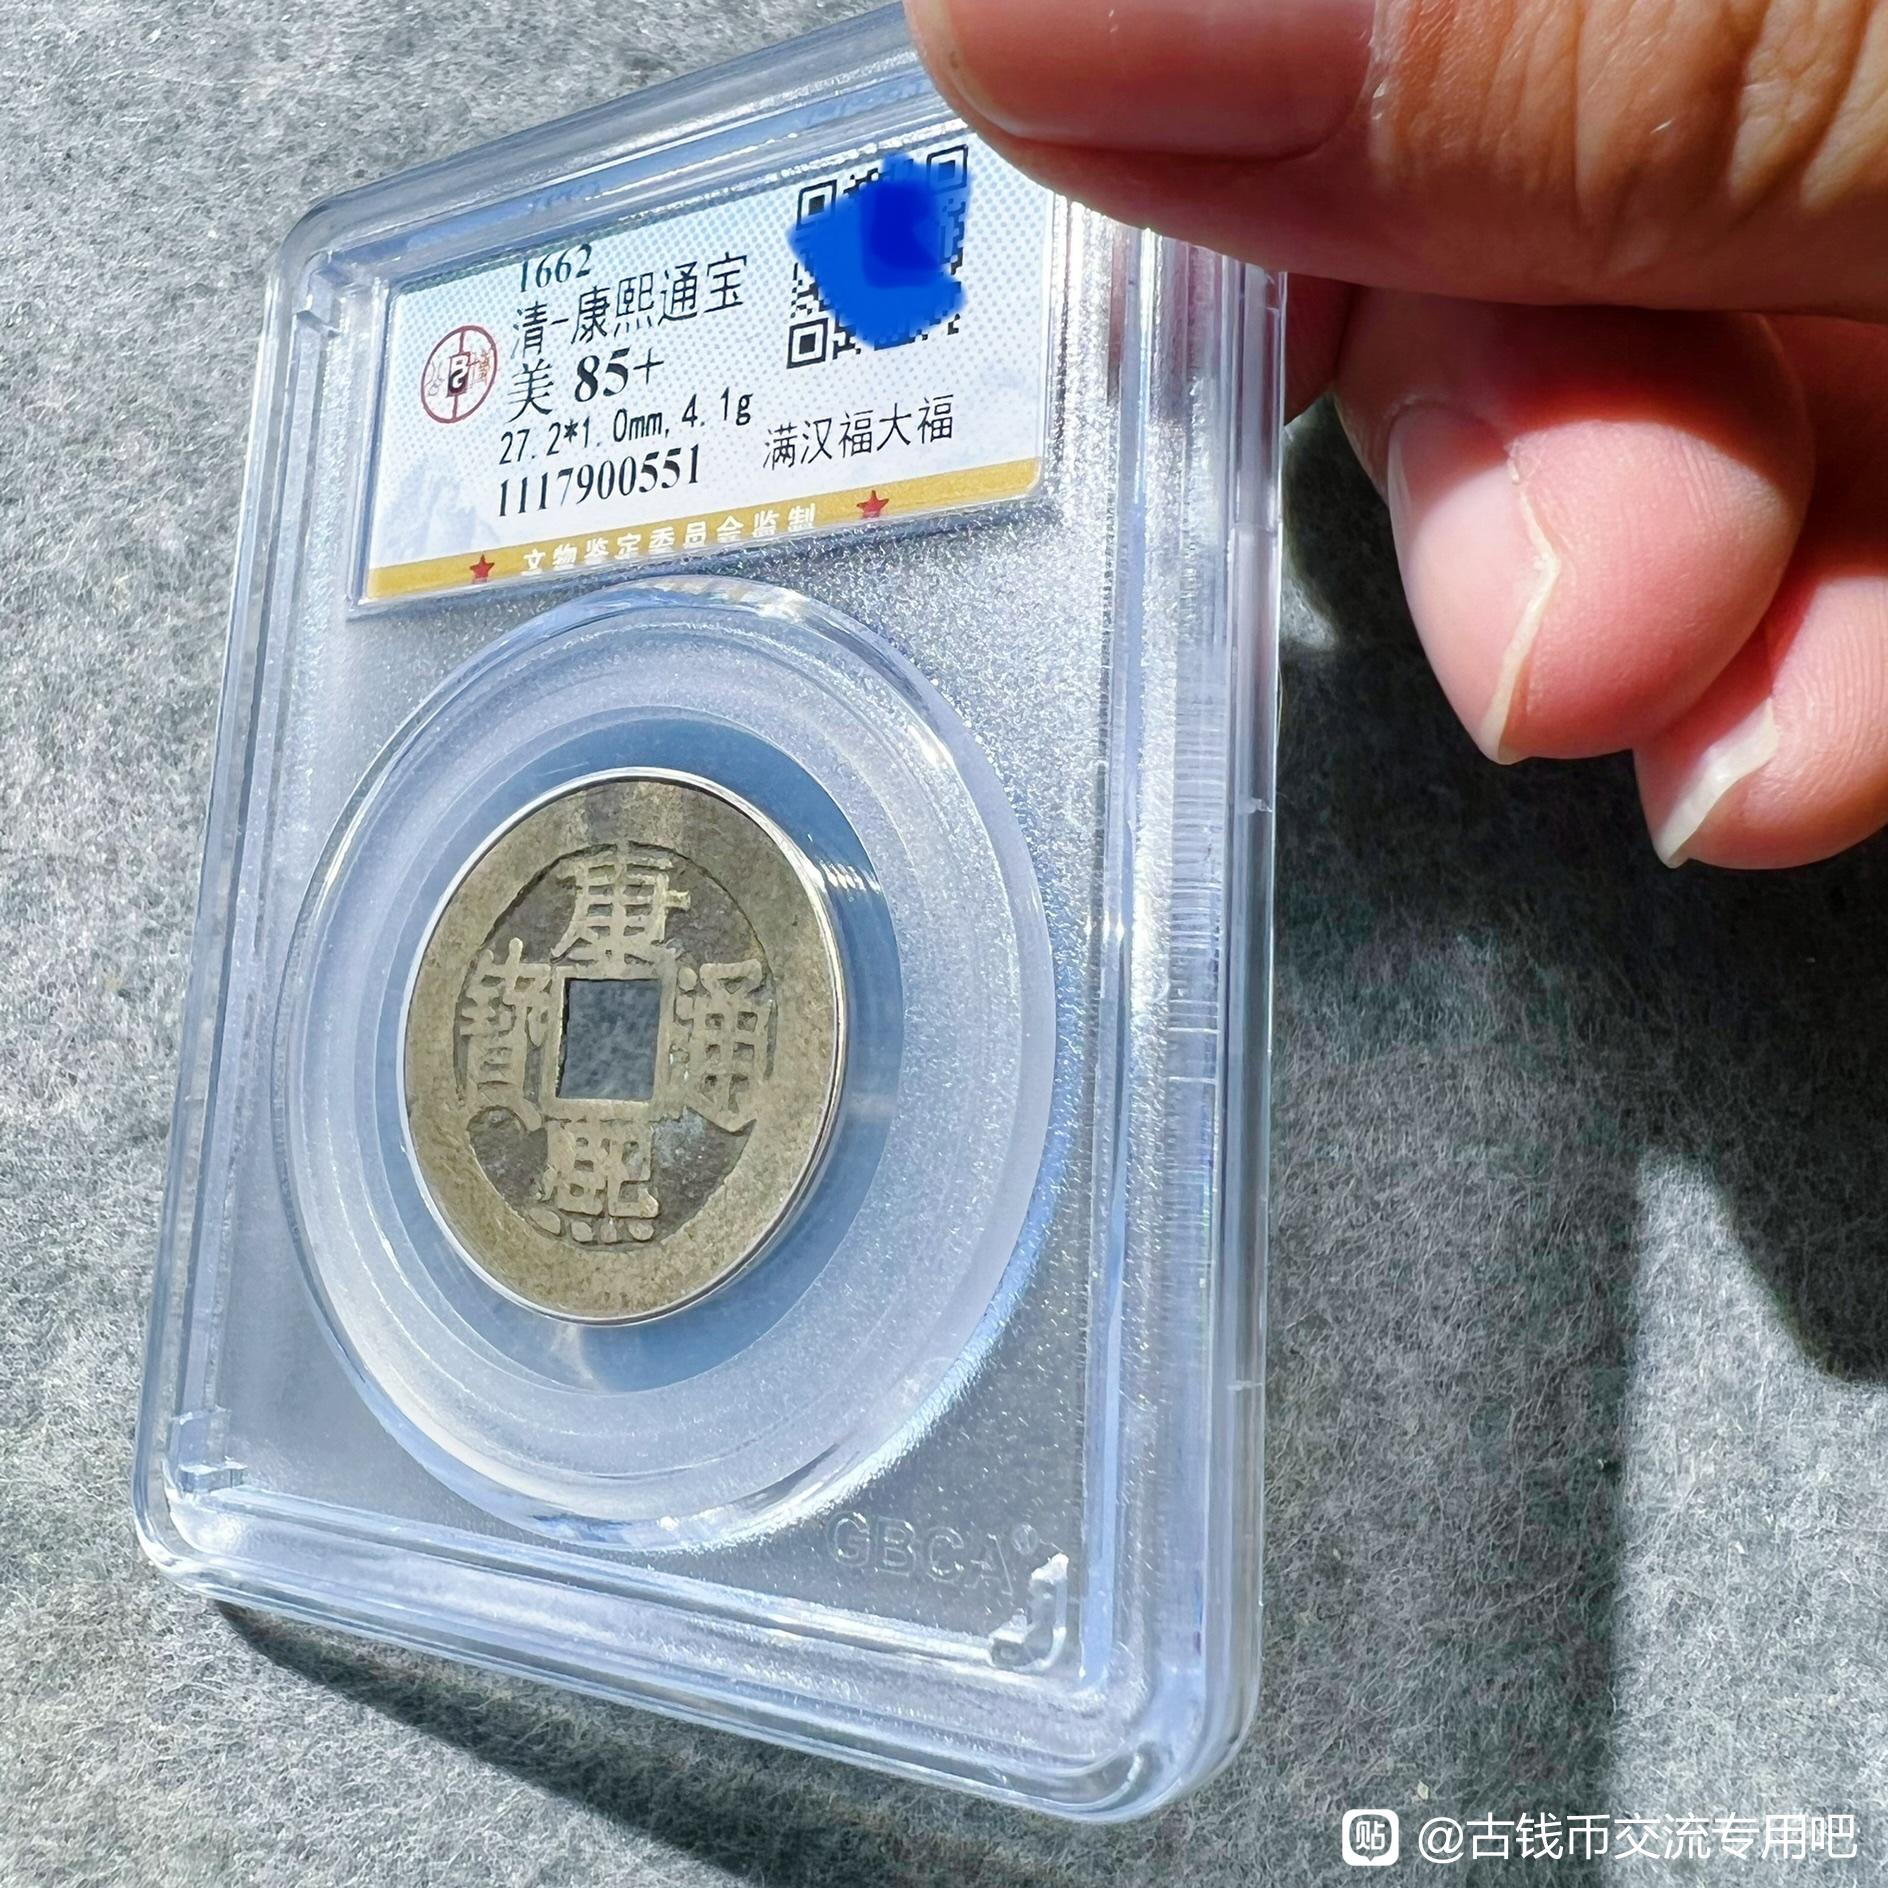 1662
清-康熙通宝
美 85+
27.2*1.0mm,4.1g
满汉福大福
1117900551
★ 文物鉴定委员会监制 ★
康熙通寶
GBCA®
贴 @古钱币交流专用吧